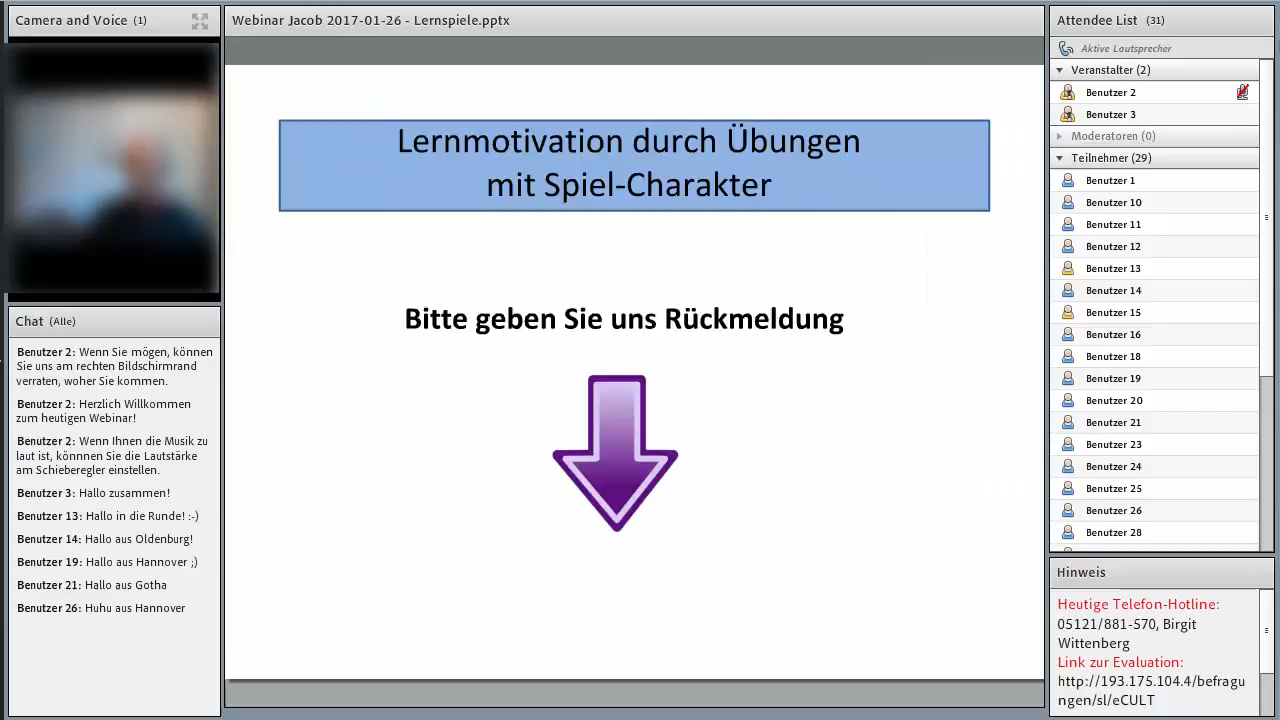 Camera and Voice (1)
Chat (Alle)
Benutzer 2: Wenn Sie mögen, können
Sie uns am rechten Bildschirmrand
verraten, woher Sie kommen.
Benutzer 2: Herzlich Willkommen
zum heutigen Webinar!
Benutzer 2: Wenn Ihnen die Musik zu
laut ist, könnnen Sie die Lautstärke
am Schieberegler einstellen.
Benutzer 3: Hallo zusammen!
Benutzer 13: Hallo in die Runde! :-)
Benutzer 14: Hallo aus Oldenburg!
Benutzer 19: Hallo aus Hannover ;)
Benutzer 21: Hallo aus Gotha
Benutzer 26: Huhu aus Hannover
Webinar Jacob 2017-01-26 - Lernspiele.pptx
Lernmotivation durch Übungen
mit Spiel-Charakter
Bitte geben Sie uns Rückmeldung
Attendee List (31)
Aktive Lautsprecher
Veranstalter (2)
Benutzer 2
Benutzer 3
Moderatoren (0)
Teilnehmer (29)
Benutzer 1
Benutzer 10
Benutzer 11
Benutzer 12
Benutzer 13
Benutzer 14
Benutzer 15
Benutzer 16
Benutzer 18
Benutzer 19
Benutzer 20
Benutzer 21
Benutzer 23
Benutzer 24
Benutzer 25
Benutzer 26
Benutzer 28
Hinweis
Heutige Telefon-Hotline:
05121/881-570, Birgit
Wittenberg
Link zur Evaluation:
http://193.175.104.4/befragu
ngen/sl/eCULT